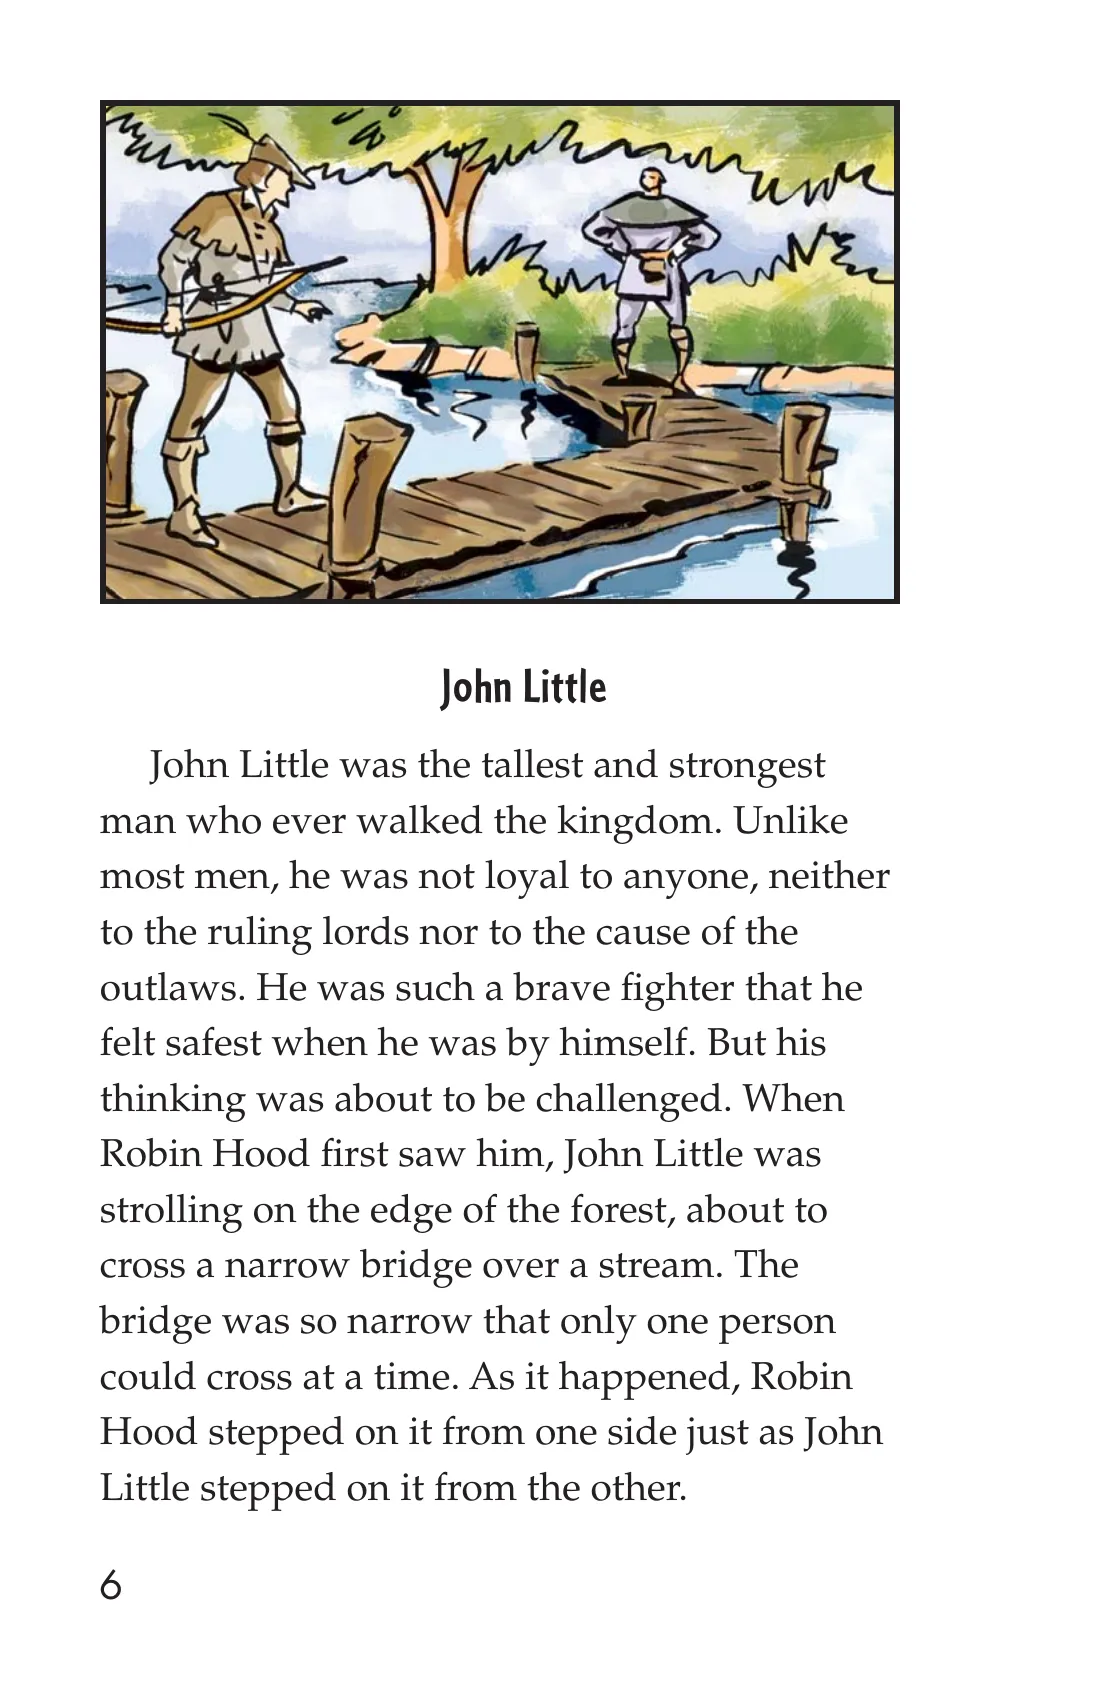 John Little
John Little was the tallest and strongest
man who ever walked the kingdom. Unlike
most men, he was not loyal to anyone, neither
to the ruling lords nor to the cause of the
outlaws. He was such a brave fighter that he
felt safest when he was by himself. But his
thinking was about to be challenged. When
Robin Hood first saw him, John Little was
strolling on the edge of the forest, about to
cross a narrow bridge over a stream. The
bridge was so narrow that only one person
could cross at a time. As it happened, Robin
Hood stepped on it from one side just as John
Little stepped on it from the other.
6